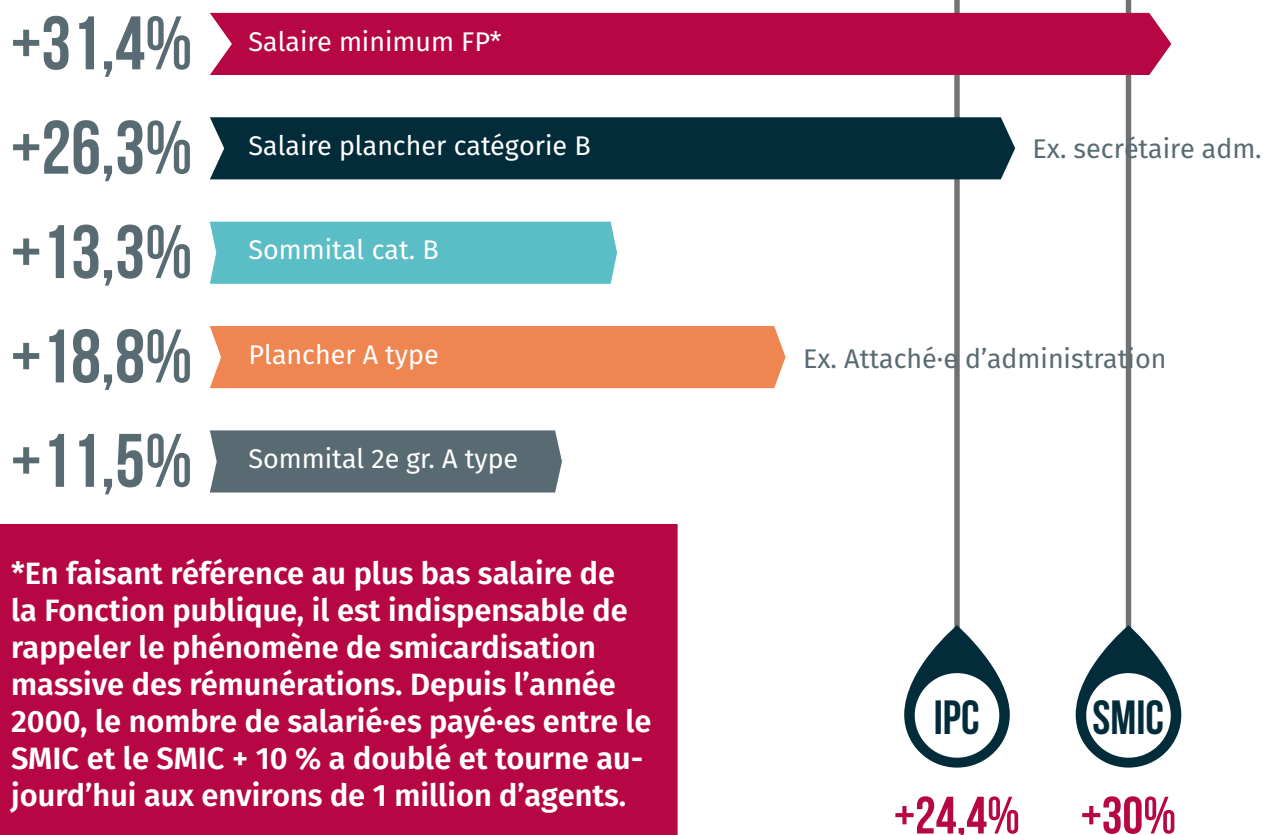 +31,4% Salaire minimum FP*
+26,3% Salaire plancher catégorie B Ex. secrétaire adm.
+13,3% Sommital cat. B
+18,8% Plancher A type Ex. Attaché·e d’administration
+11,5% Sommital 2e gr. A type
*En faisant référence au plus bas salaire de
la Fonction publique, il est indispensable de
rappeler le phénomène de smicardisation
massive des rémunérations. Depuis l’année
2000, le nombre de salarié·es payé·es entre le
SMIC et le SMIC + 10 % a doublé et tourne au-
jourd’hui aux environs de 1 million d’agents.
IPC SMIC
+24,4% +30%